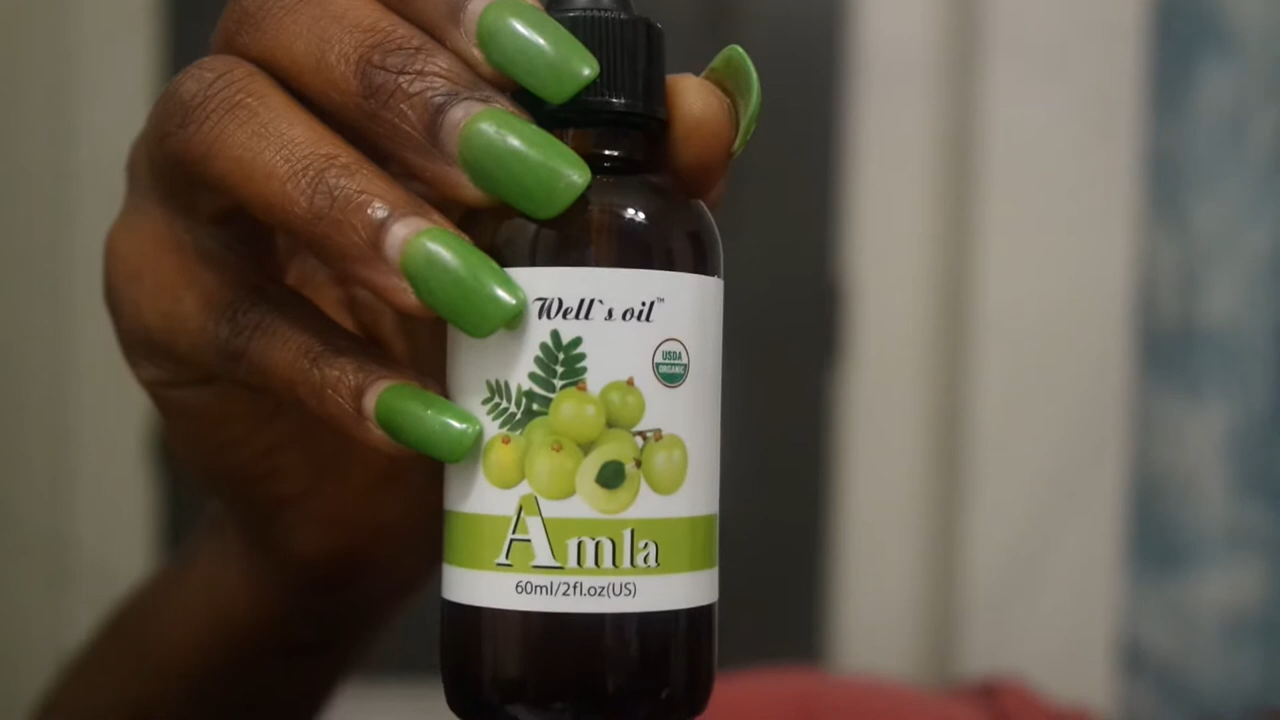 Well`s oil™
USDA
ORGANIC
Amla
60ml/2fl.oz(US)